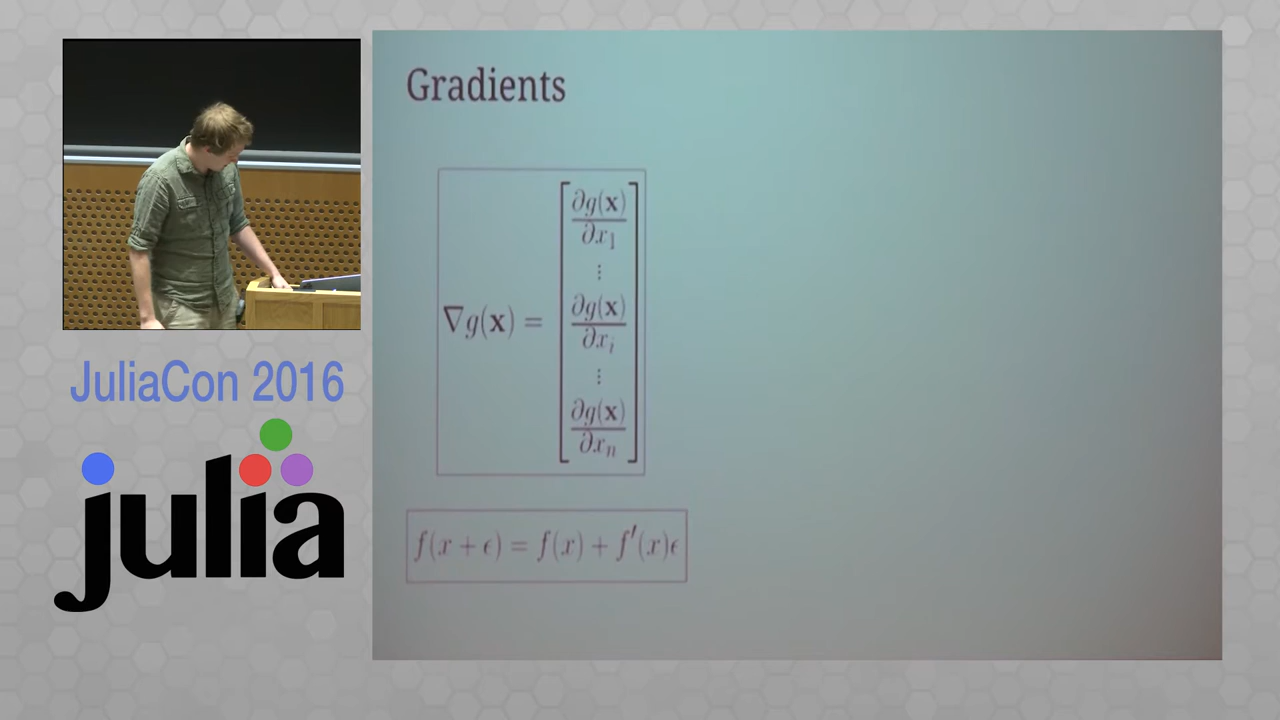 Gradients
∇g(x) = [ ∂g(x)/∂x₁ ⋮ ∂g(x)/∂xᵢ ⋮ ∂g(x)/∂xₙ ]
f(x + ϵ) = f(x) + f′(x)ϵ
JuliaCon 2016
julia